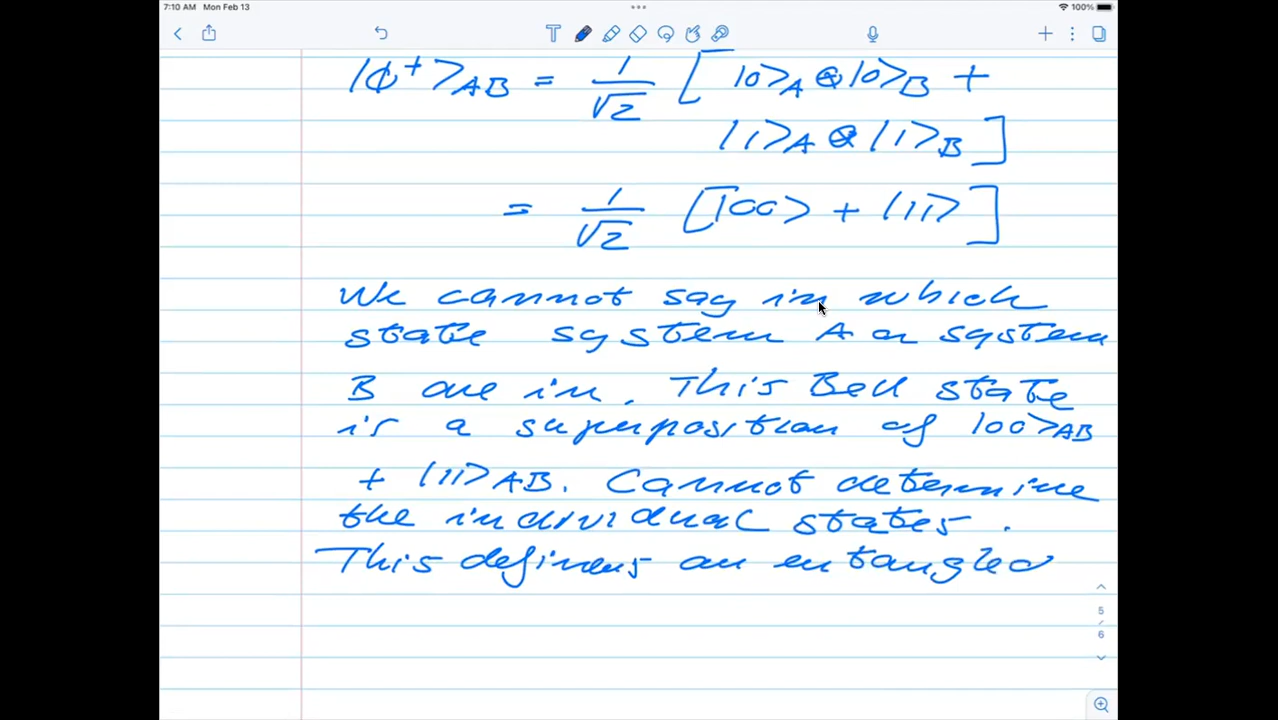 7:10 AM Mon Feb 13
100%
|Φ⁺>AB = 1/√2 [ |0>A ⊗ |0>B +
|1>A ⊗ |1>B ]
= 1/√2 [ |00> + |11> ]
We cannot say in which
state system A or system
B are in. This Bell state
is a superposition of |00>AB
+ |11>AB. Cannot determine
the individual states.
This defines an entangled
5
/
6